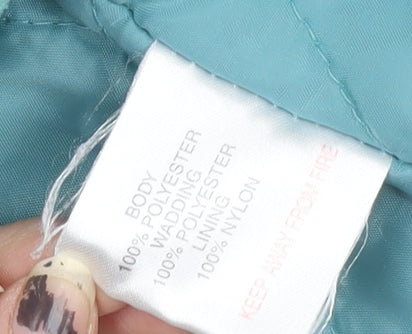 BODY
100% POLYESTER
WADDING
100% POLYESTER
LINING
100% NYLON
KEEP AWAY FROM FIRE